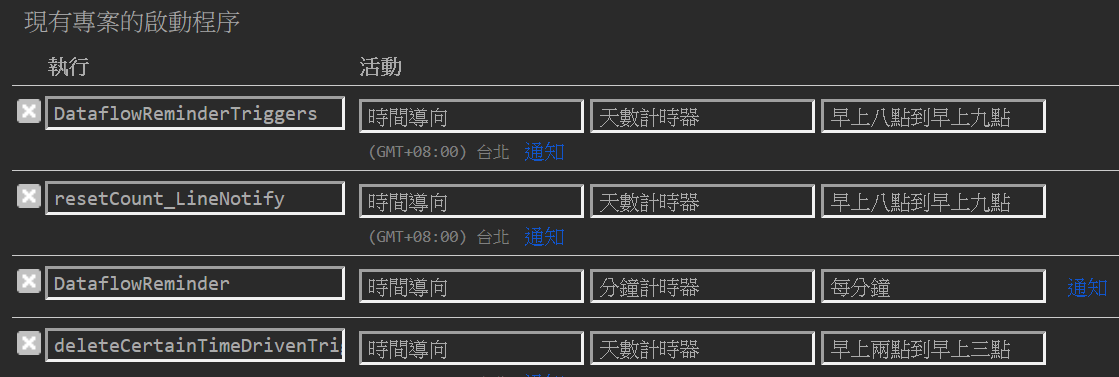 現有專案的啟動程序
執行 活動
DataflowReminderTriggers 時間導向 天數計時器 早上八點到早上九點
(GMT+08:00) 台北 通知
resetCount_LineNotify 時間導向 天數計時器 早上八點到早上九點
(GMT+08:00) 台北 通知
DataflowReminder 時間導向 分鐘計時器 每分鐘 通知
deleteCertainTimeDrivenTri 時間導向 天數計時器 早上兩點到早上三點